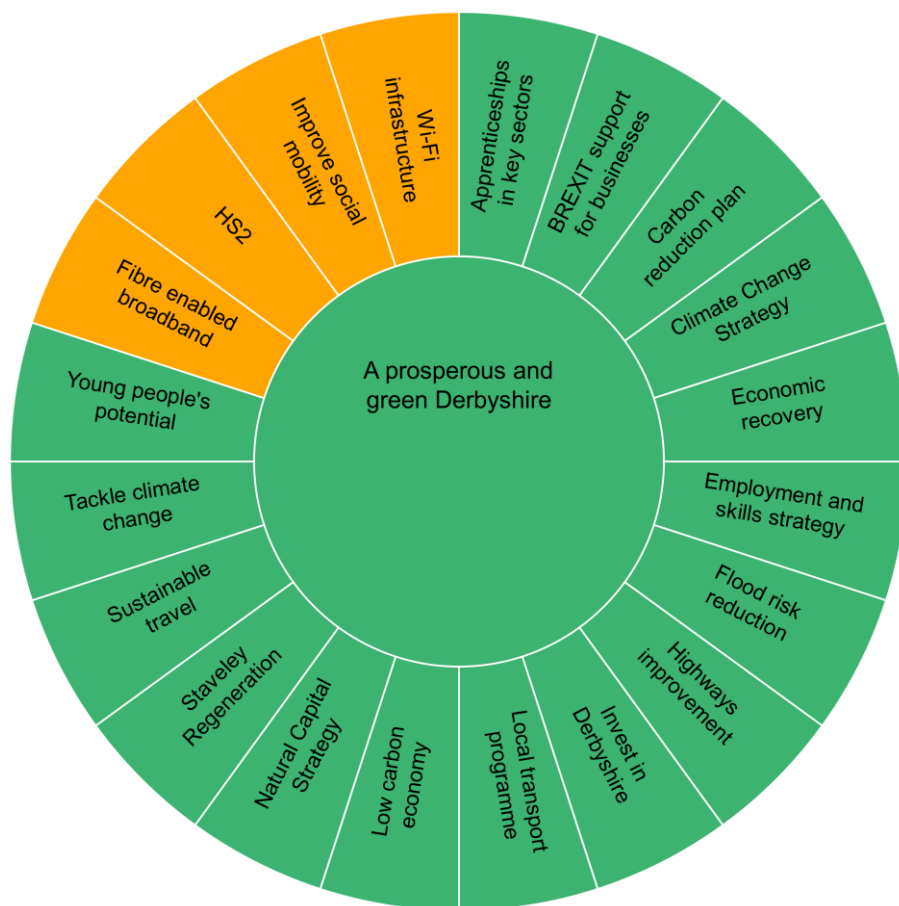 A prosperous and
green Derbyshire
Apprenticeships
in key sectors
BREXIT support
for businesses
Carbon
reduction plan
Climate Change
Strategy
Economic
recovery
Employment and
skills strategy
Flood risk
reduction
Highways
improvement
Invest in
Derbyshire
Local transport
programme
Low carbon
economy
Natural Capital
Strategy
Staveley
Regeneration
Sustainable
travel
Tackle climate
change
Young people's
potential
Fibre enabled
broadband
HS2
Improve social
mobility
Wi-Fi
infrastructure